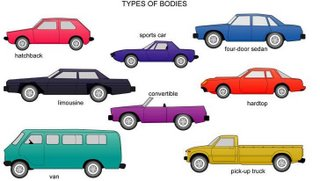 TYPES OF BODIES
sports car
hatchback
four-door sedan
limousine
convertible
hardtop
van
pick-up truck